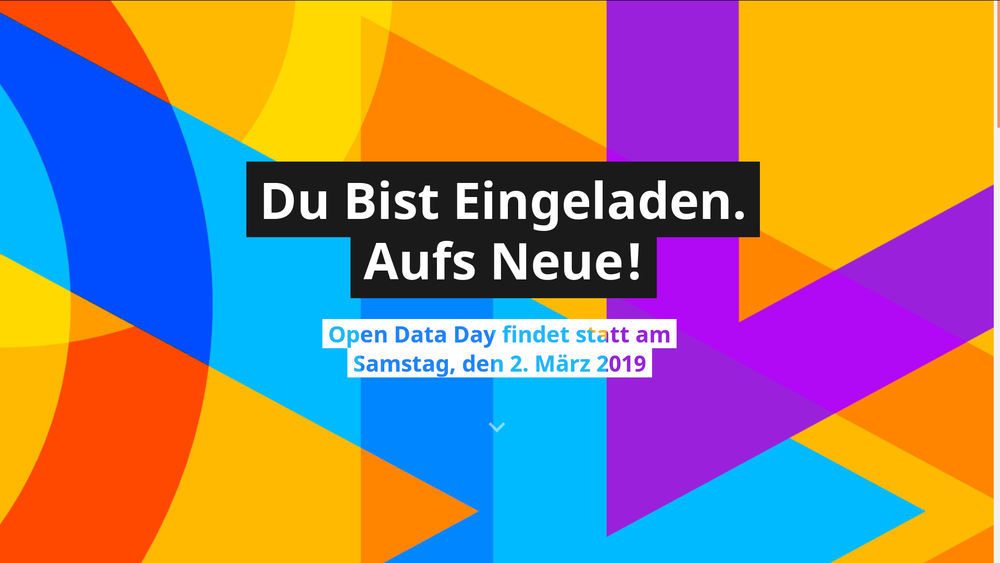 Du Bist Eingeladen.
Aufs Neue!
Open Data Day findet statt am
Samstag, den 2. März 2019